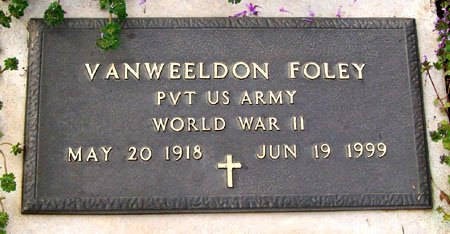 VANWEELDON FOLEY
PVT US ARMY
WORLD WAR II
MAY 20 1918 JUN 19 1999